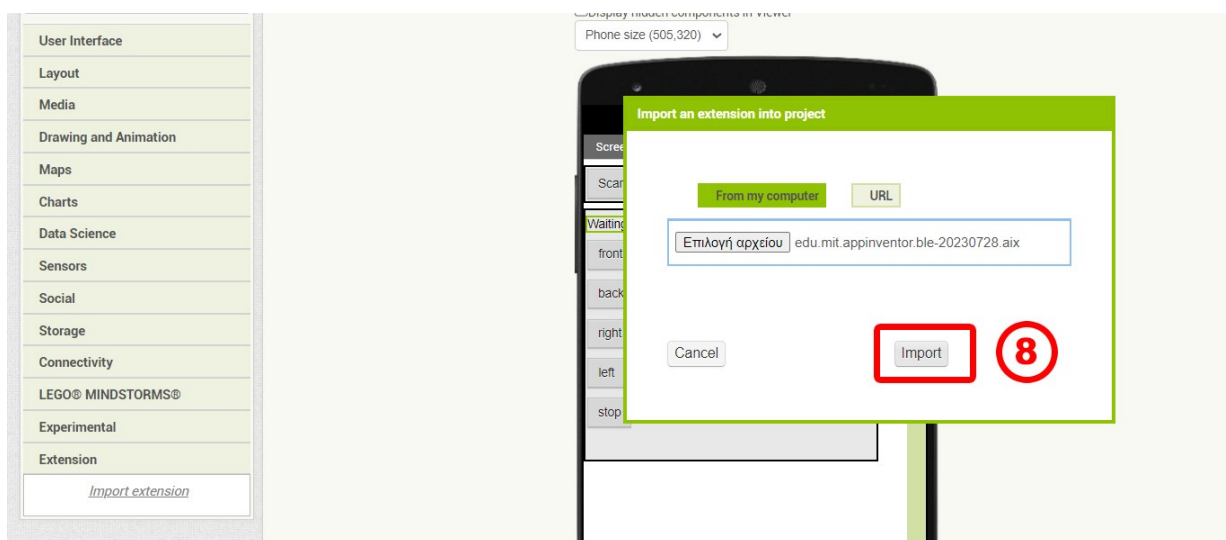 Display hidden components in Viewer
Phone size (505,320)
User Interface
Layout
Media
Drawing and Animation
Maps
Charts
Data Science
Sensors
Social
Storage
Connectivity
LEGO® MINDSTORMS®
Experimental
Extension
Import extension
Scree
Scan
Waiting
front
back
right
left
stop
Import an extension into project
From my computer
URL
Επιλογή αρχείου edu.mit.appinventor.ble-20230728.aix
Cancel
Import
8